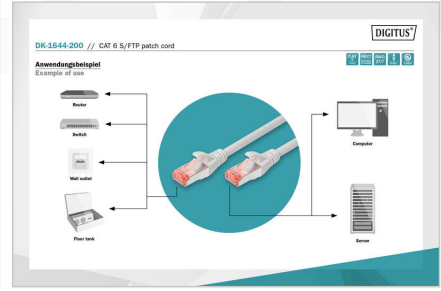 DIGITUS®
DK-1644-200 // CAT 6 S/FTP patch cord
Anwendungsbeispiel
Example of use
Router
Switch
Wall outlet
Floor tank
Computer
Server